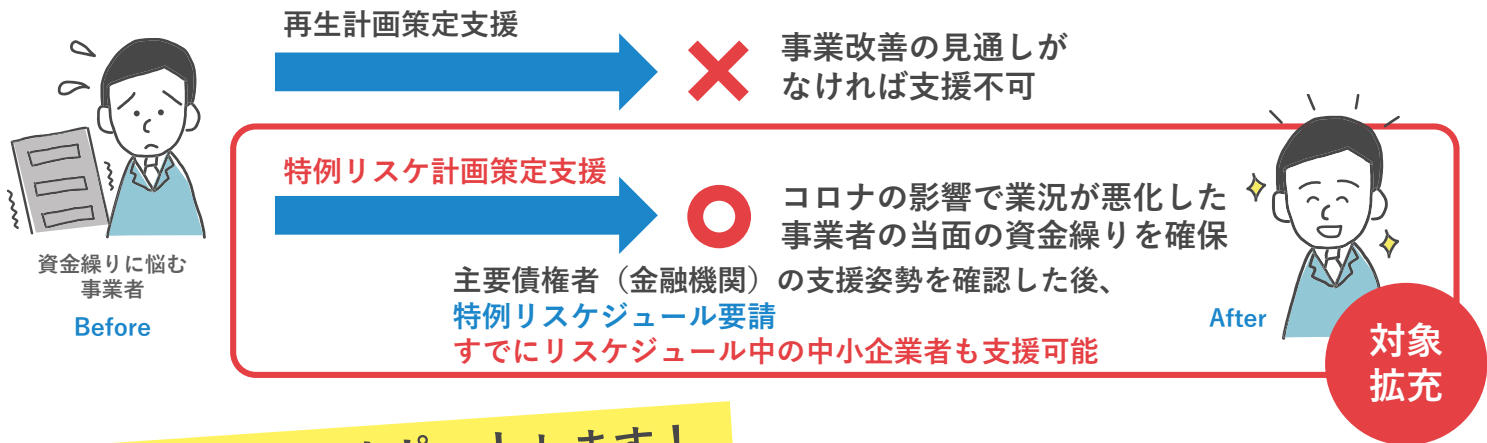 再生計画策定支援
事業改善の見通しが
なければ支援不可
特例リスケ計画策定支援
コロナの影響で業況が悪化した
事業者の当面の資金繰りを確保
資金繰りに悩む
事業者
Before
主要債権者（金融機関）の支援姿勢を確認した後、
特例リスケジュール要請
すでにリスケジュール中の中小企業者も支援可能
After
対象
拡充
します！